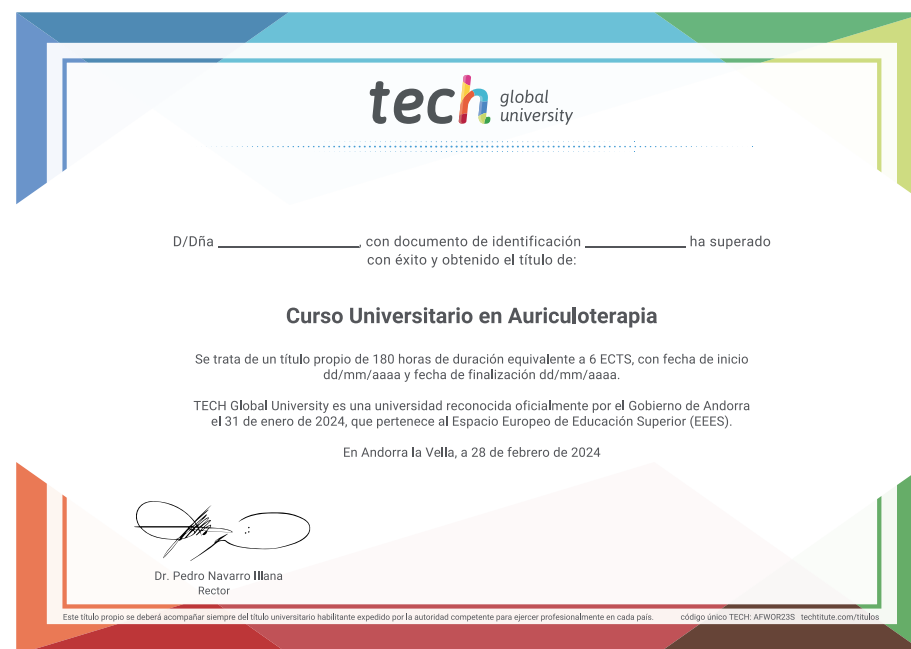 tech global university
D/Dña ____________________, con documento de identificación ______________ ha superado
con éxito y obtenido el título de:
Curso Universitario en Auriculoterapia
Se trata de un título propio de 180 horas de duración equivalente a 6 ECTS, con fecha de inicio
dd/mm/aaaa y fecha de finalización dd/mm/aaaa.
TECH Global University es una universidad reconocida oficialmente por el Gobierno de Andorra
el 31 de enero de 2024, que pertenece al Espacio Europeo de Educación Superior (EEES).
En Andorra la Vella, a 28 de febrero de 2024
Dr. Pedro Navarro Illana
Rector
Este título propio se deberá acompañar siempre del título universitario habilitante expedido por la autoridad competente para ejercer profesionalmente en cada país. código único TECH: AFWOR23S techtitute.com/titulos